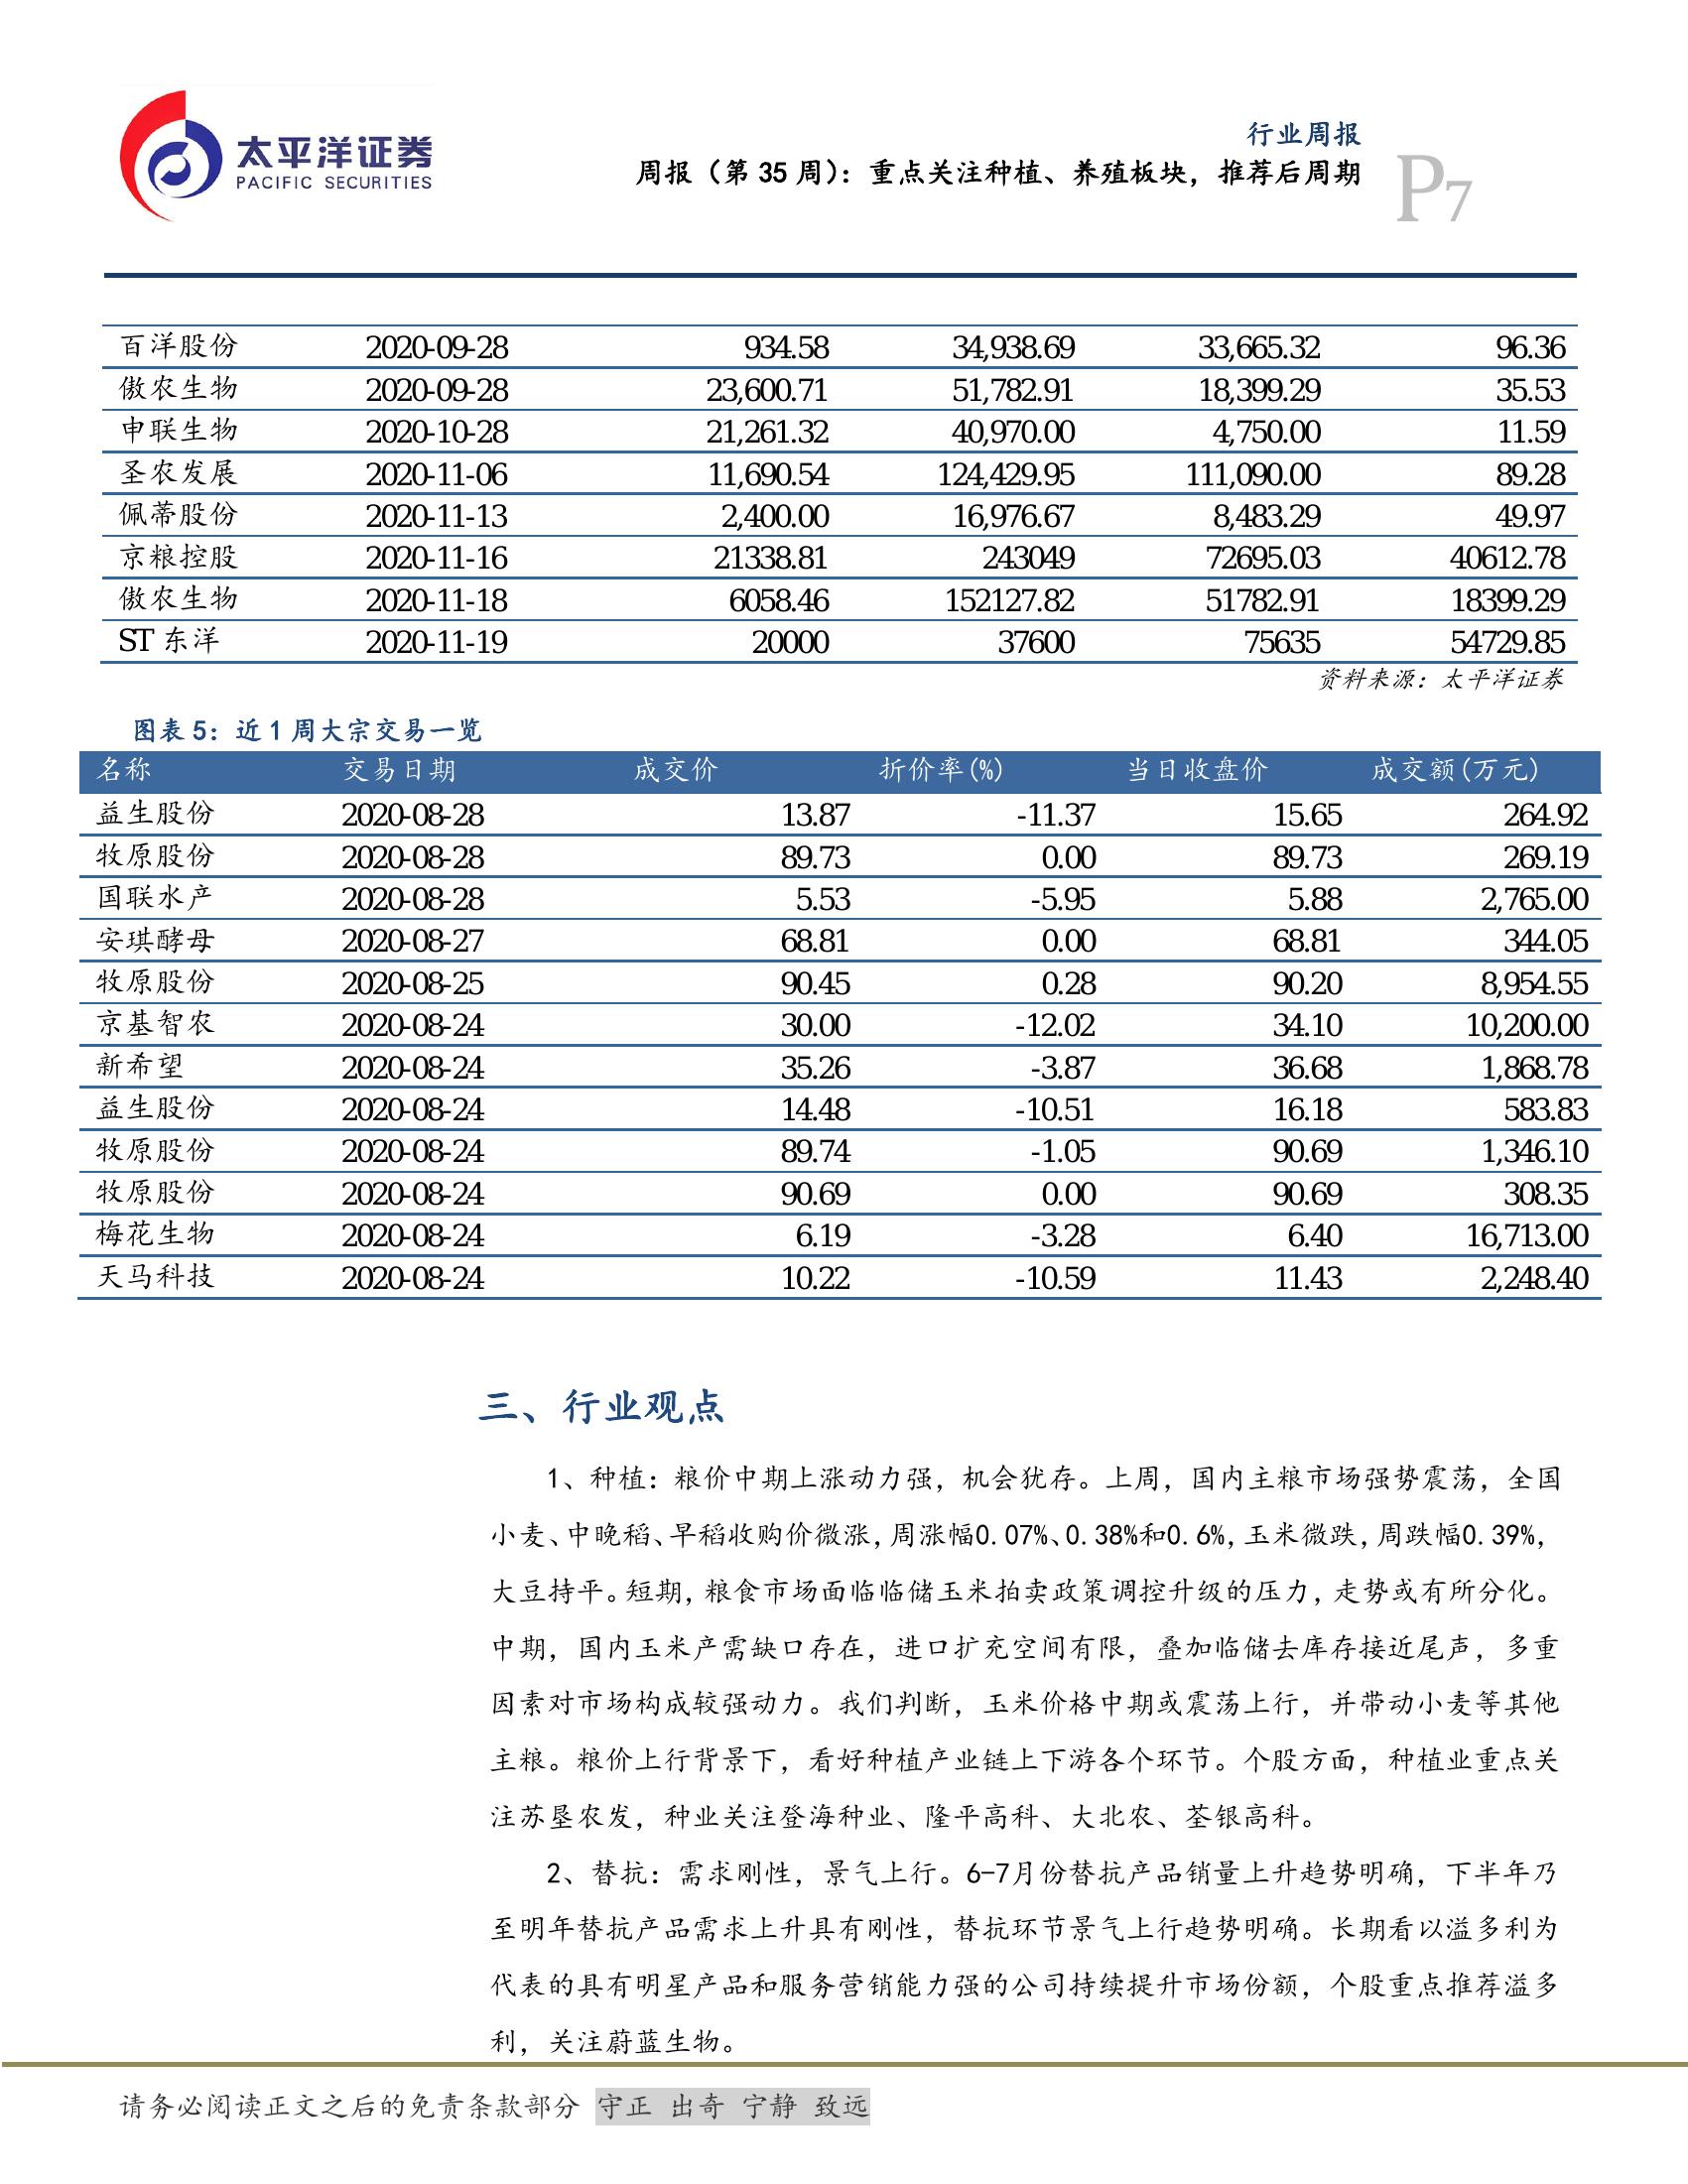 太平洋证券
PACIFIC SECURITIES
行业周报
周报（第 35 周）：重点关注种植、养殖板块，推荐后周期
P7
百洋股份 2020-09-28 934.58 34,938.69 33,665.32 96.36
傲农生物 2020-09-28 23,600.71 51,782.91 18,399.29 35.53
申联生物 2020-10-28 21,261.32 40,970.00 4,750.00 11.59
圣农发展 2020-11-06 11,690.54 124,429.95 111,090.00 89.28
佩蒂股份 2020-11-13 2,400.00 16,976.67 8,483.29 49.97
京粮控股 2020-11-16 21338.81 243049 72695.03 40612.78
傲农生物 2020-11-18 6058.46 152127.82 51782.91 18399.29
ST 东洋 2020-11-19 20000 37600 75635 54729.85
资料来源：太平洋证券
图表 5：近 1 周大宗交易一览
名称 交易日期 成交价 折价率(%) 当日收盘价 成交额(万元)
益生股份 2020-08-28 13.87 -11.37 15.65 264.92
牧原股份 2020-08-28 89.73 0.00 89.73 269.19
国联水产 2020-08-28 5.53 -5.95 5.88 2,765.00
安琪酵母 2020-08-27 68.81 0.00 68.81 344.05
牧原股份 2020-08-25 90.45 0.28 90.20 8,954.55
京基智农 2020-08-24 30.00 -12.02 34.10 10,200.00
新希望 2020-08-24 35.26 -3.87 36.68 1,868.78
益生股份 2020-08-24 14.48 -10.51 16.18 583.83
牧原股份 2020-08-24 89.74 -1.05 90.69 1,346.10
牧原股份 2020-08-24 90.69 0.00 90.69 308.35
梅花生物 2020-08-24 6.19 -3.28 6.40 16,713.00
天马科技 2020-08-24 10.22 -10.59 11.43 2,248.40
三、行业观点
1、种植：粮价中期上涨动力强，机会犹存。上周，国内主粮市场强势震荡，全国
小麦、中晚稻、早稻收购价微涨，周涨幅0.07%、0.38%和0.6%，玉米微跌，周跌幅0.39%，
大豆持平。短期，粮食市场面临临储玉米拍卖政策调控升级的压力，走势或有所分化。
中期，国内玉米产需缺口存在，进口扩充空间有限，叠加临储去库存接近尾声，多重
因素对市场构成较强动力。我们判断，玉米价格中期或震荡上行，并带动小麦等其他
主粮。粮价上行背景下，看好种植产业链上下游各个环节。个股方面，种植业重点关
注苏垦农发，种业关注登海种业、隆平高科、大北农、荃银高科。
2、替抗：需求刚性，景气上行。6-7月份替抗产品销量上升趋势明确，下半年乃
至明年替抗产品需求上升具有刚性，替抗环节景气上行趋势明确。长期看以溢多利为
代表的具有明星产品和服务营销能力强的公司持续提升市场份额，个股重点推荐溢多
利，关注蔚蓝生物。
请务必阅读正文之后的免责条款部分 守正 出奇 宁静 致远